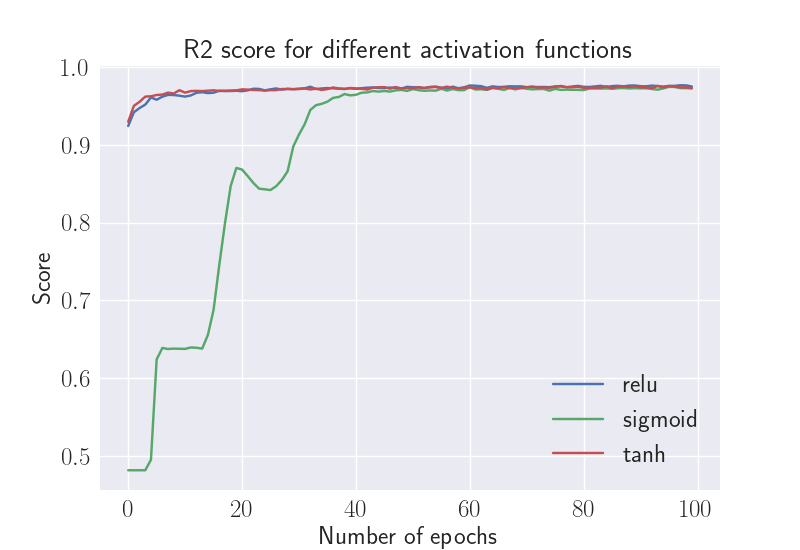 R2 score for different activation functions
1.0
0.9
0.8
0.7
0.6
0.5
Score
relu
sigmoid
tanh
0 20 40 60 80 100
Number of epochs